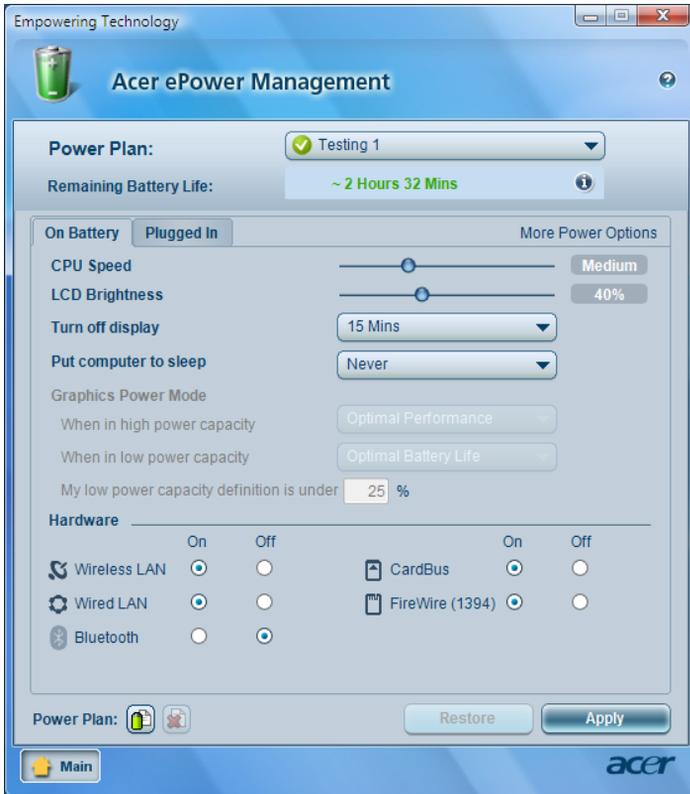 Empowering Technology
Acer ePower Management
Power Plan: Testing 1
Remaining Battery Life: ~ 2 Hours 32 Mins
On Battery Plugged In More Power Options
CPU Speed Medium
LCD Brightness 40%
Turn off display 15 Mins
Put computer to sleep Never
Graphics Power Mode
When in high power capacity Optimal Performance
When in low power capacity Optimal Battery Life
My low power capacity definition is under 25 %
Hardware
On Off On Off
Wireless LAN CardBus
Wired LAN FireWire (1394)
Bluetooth
Power Plan: Restore Apply
Main acer